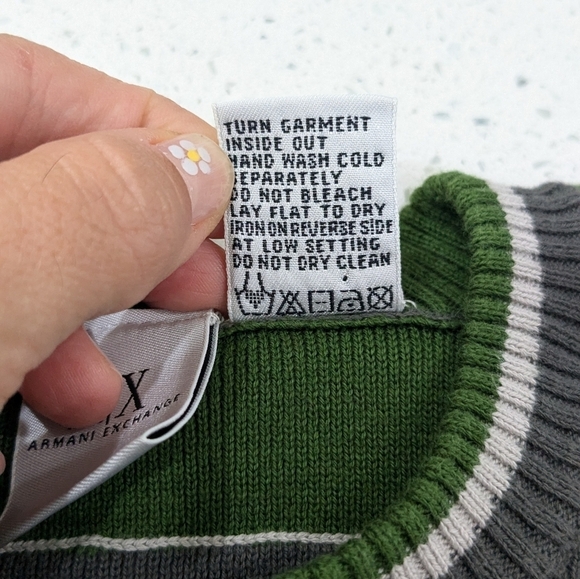 TURN GARMENT
INSIDE OUT
HAND WASH COLD
SEPARATELY
DO NOT BLEACH
LAY FLAT TO DRY
IRON ON REVERSE SIDE
AT LOW SETTING
DO NOT DRY CLEAN
X
ARMANI EXCHANGE